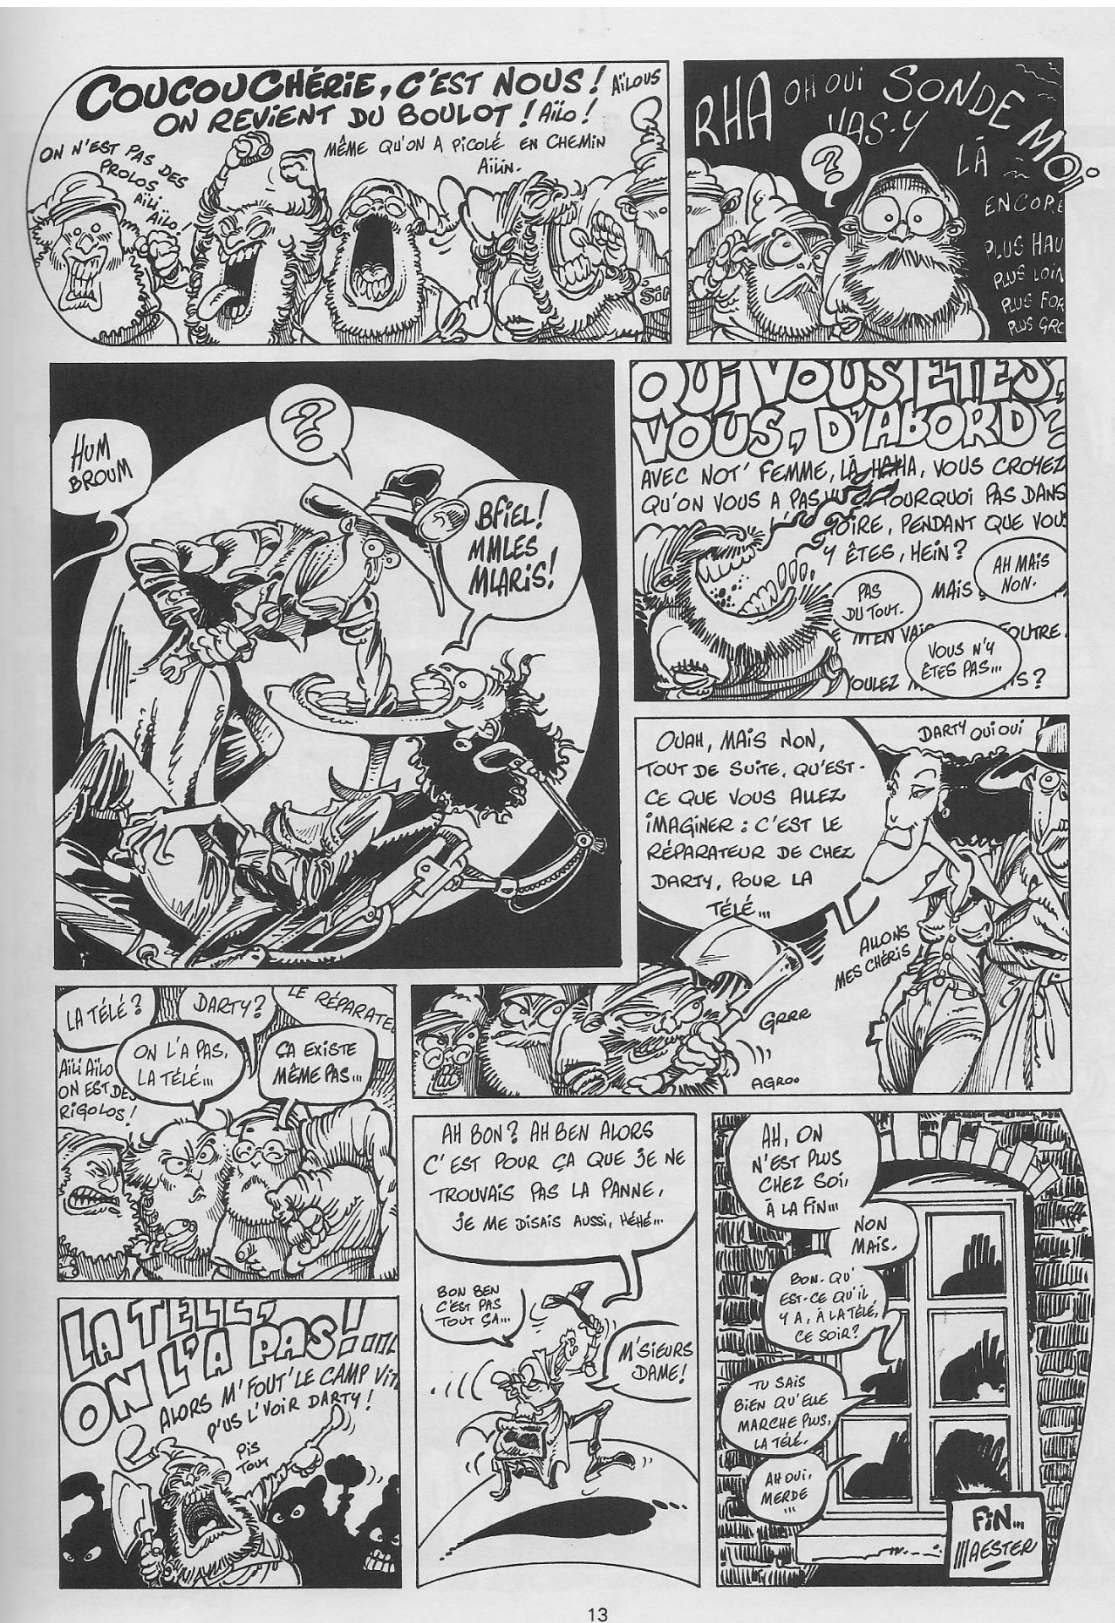 COUCOU CHÉRIE, C'EST NOUS!
ON REVIENT DU BOULOT! AÏLO!
AÏLOUS
ON N'EST PAS DES
PROLOS
AÏLI
AÏLO.
MÊME QU'ON A PICOLÉ EN CHEMIN
AÏLIN.
RHA
OH OUI
VAS-Y
SONDE MOI
LÀ
?
ENCORE
PLUS HAU
PLUS LOIN
PLUS FOR
PLUS GRO
HUM
BROUM
?
BFIEL!
MMLES
MLARIS!
QUI VOUS ÊTES,
VOUS, D'ABORD?
AVEC NOT' FEMME, LÀ HAHA, VOUS CROYEZ
QU'ON VOUS A PAS POURQUOI PAS DANS
PENDANT QUE VOUS
Y ÊTES, HEIN?
AH MAIS
NON.
PAS
DU TOUT.
MAIS
M'EN VAIS FOUTRE
VOUS N'Y
ÊTES PAS...
OUAH, MAIS NON,
TOUT DE SUITE, QU'EST-
CE QUE VOUS ALLEZ
IMAGINER : C'EST LE
RÉPARATEUR DE CHEZ
DARTY, POUR LA
TÉLÉ...
DARTY OUI OUI
ALLONS
MES CHÉRIS
GRRR
AGRO..
LA TÉLÉ?
DARTY?
LE RÉPARATE
AÏLI AÏLO
ON EST DES
RIGOLOS!
ON L'A PAS,
LA TÉLÉ...
ÇA EXISTE
MÊME PAS...
AH BON? AH BEN ALORS
C'EST POUR ÇA QUE JE NE
TROUVAIS PAS LA PANNE,
JE ME DISAIS AUSSI, HÉHÉ...
BON BEN
C'EST PAS
TOUT ÇA...
M'SIEURS
DAME!
LA TELE,
ON L'A PAS!....
ALORS M'FOUT'LE CAMP VIT
P'US L'VOIR DARTY!
PIS
TOUT
AH, ON
N'EST PLUS
CHEZ SOI,
À LA FIN...
NON
MAIS.
BON. QU'
EST-CE QU'IL
Y A, À LA TÉLÉ,
CE SOIR?
TU SAIS
BIEN QU'ELLE
MARCHE PLUS,
LA TÉLÉ.
AH OUI,
MERDE
...
FIN...
MAESTER
13